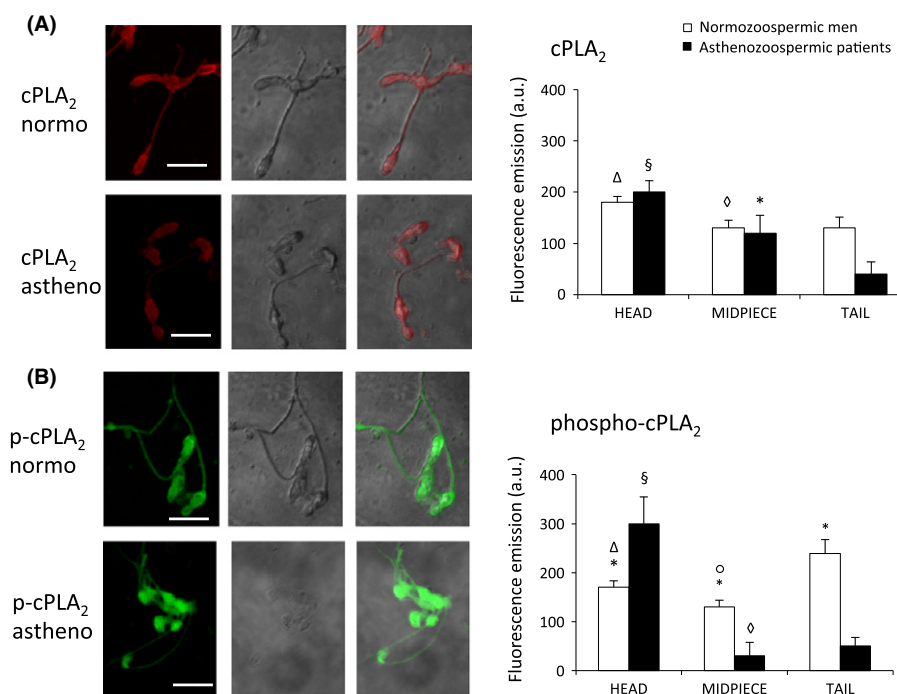 (A)
cPLA₂
normo
cPLA₂
astheno
cPLA₂
Normozoospermic men
Asthenozoospermic patients
Fluorescence emission (a.u.)
400
300
200
100
0
Δ
§
◊
*
HEAD
MIDPIECE
TAIL
(B)
p-cPLA₂
normo
p-cPLA₂
astheno
phospho-cPLA₂
Fluorescence emission (a.u.)
400
300
200
100
0
Δ
*
§
○
*
◊
*
HEAD
MIDPIECE
TAIL